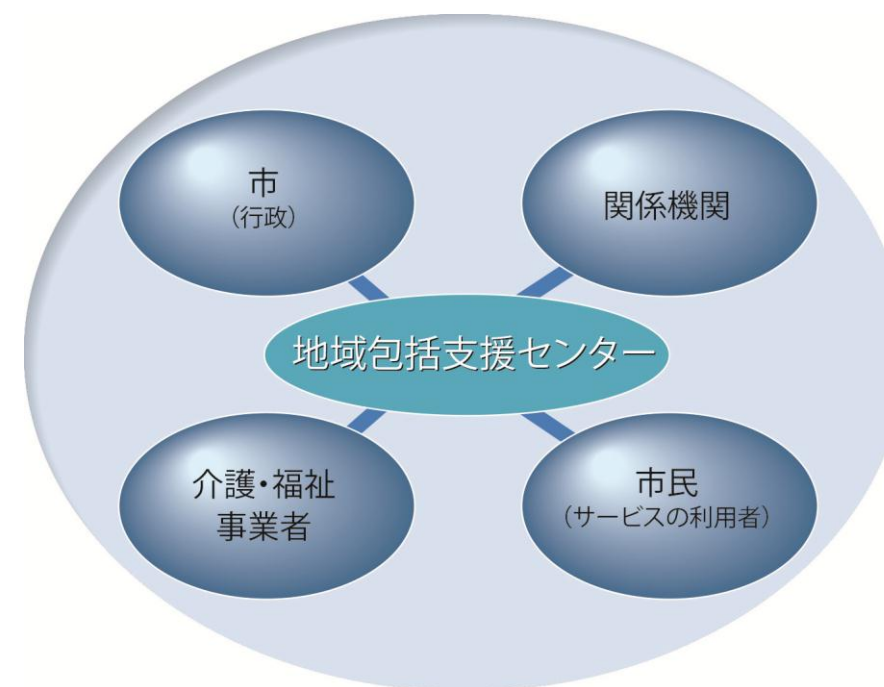 市
（行政）
関係機関
地域包括支援センター
介護・福祉
事業者
市民
（サービスの利用者）